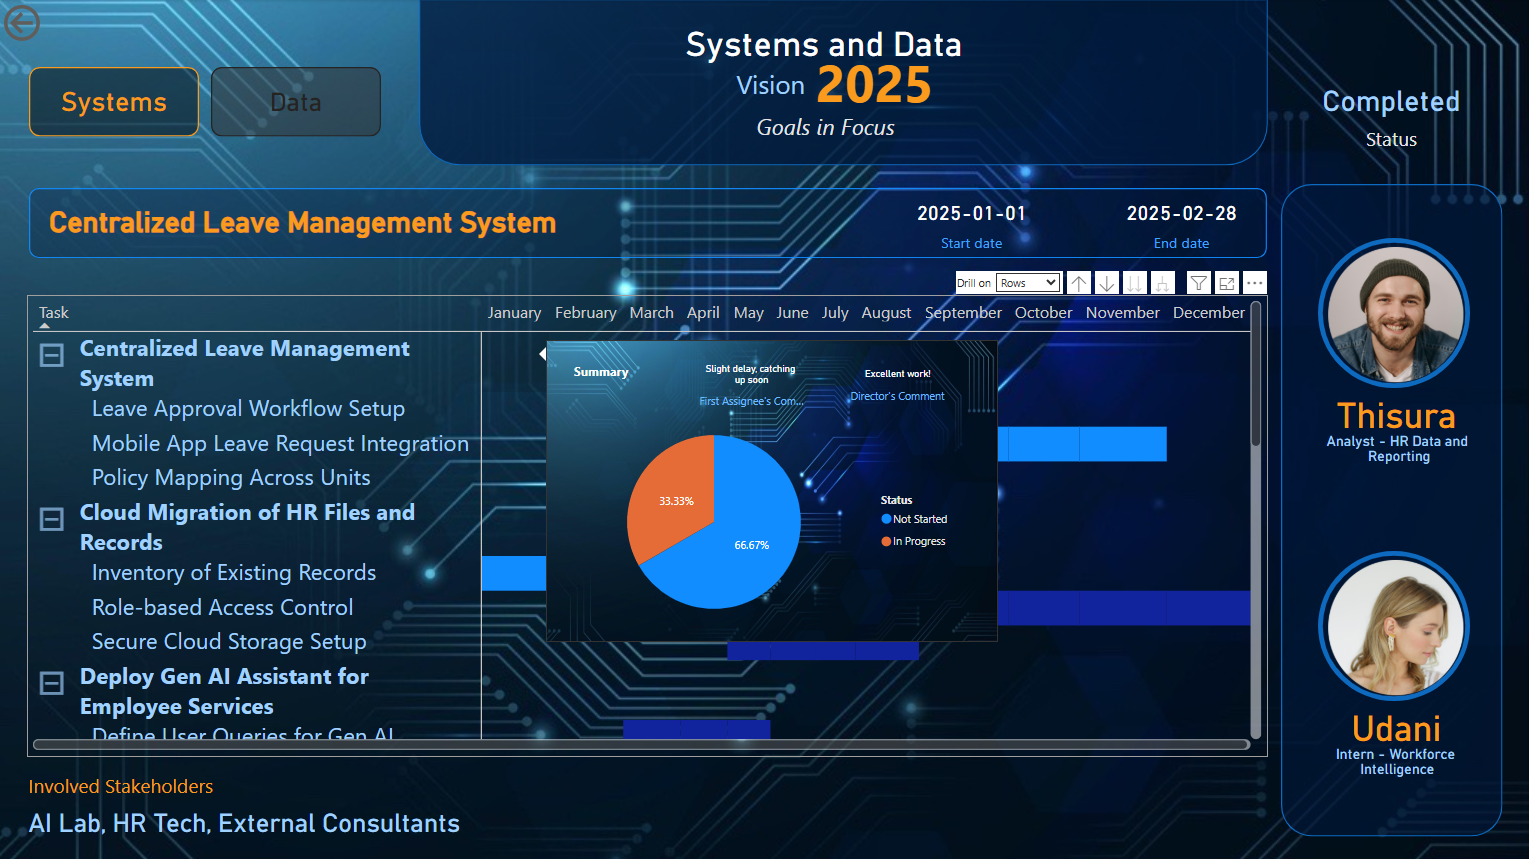 Systems
Data
Systems and Data
Vision 2025
Goals in Focus
Completed
Status
Centralized Leave Management System
2025-01-01
Start date
2025-02-28
End date
Drill on
Rows
Task
January February March April May June July August September October November December
Centralized Leave Management
System
Leave Approval Workflow Setup
Mobile App Leave Request Integration
Policy Mapping Across Units
Cloud Migration of HR Files and
Records
Inventory of Existing Records
Role-based Access Control
Secure Cloud Storage Setup
Deploy Gen AI Assistant for
Employee Services
Define User Queries for Gen AI
Summary
Slight delay, catching
up soon
First Assignee's Com...
Excellent work!
Director's Comment
33.33%
66.67%
Status
Not Started
In Progress
Thisura
Analyst - HR Data and
Reporting
Udani
Intern - Workforce
Intelligence
Involved Stakeholders
AI Lab, HR Tech, External Consultants